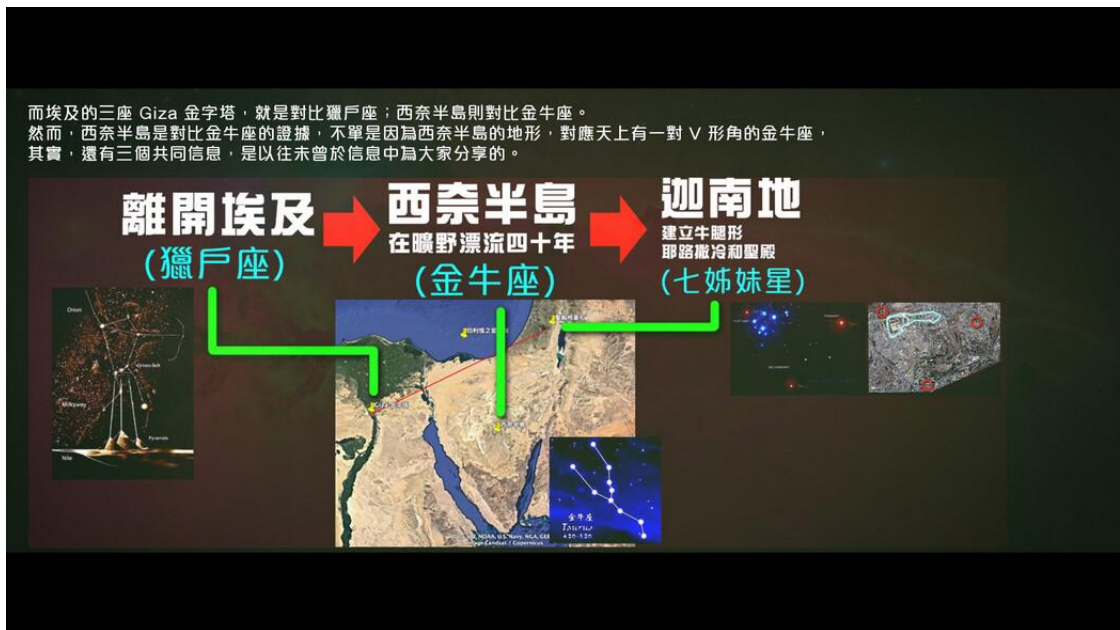 而埃及的三座 Giza 金字塔，就是對比獵戶座；西奈半島則對比金牛座。
然而，西奈半島是對比金牛座的證據，不單是因為西奈半島的地形，對應天上有一對 V 形角的金牛座，
其實，還有三個共同信息，是以往未曾於信息中為大家分享的。
離開埃及
(獵戶座)
西奈半島
在曠野漂流四十年
(金牛座)
迦南地
建立牛腿形
耶路撒冷和聖殿
(七姊妹星)
Orion
Orion Belt
Milkyway
Pyramids
Nile
金牛座
Taurus